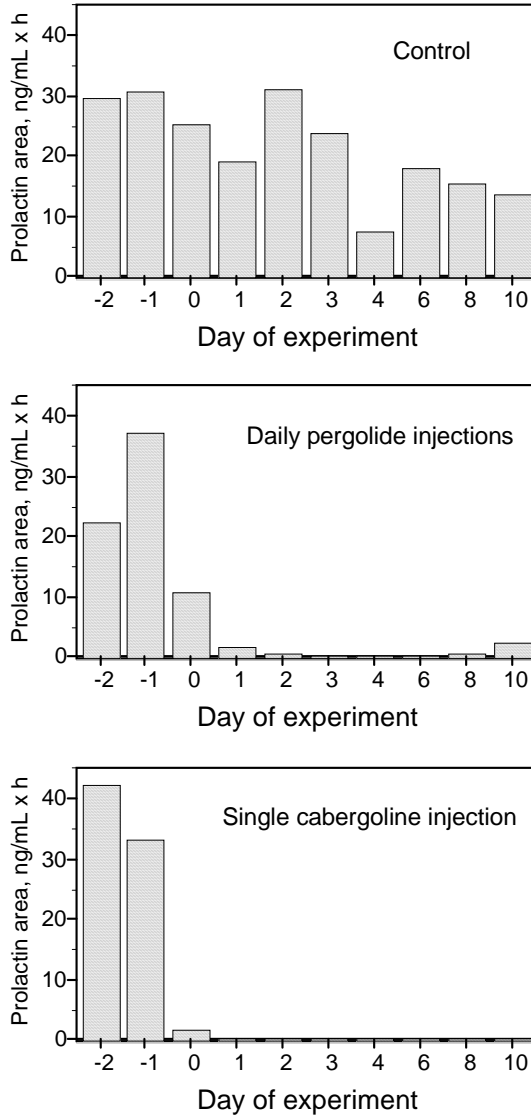 Prolactin area, ng/mL x h
40
30
20
10
0
Control
-2 -1 0 1 2 3 4 6 8 10
Day of experiment
Prolactin area, ng/mL x h
40
30
20
10
0
Daily pergolide injections
-2 -1 0 1 2 3 4 6 8 10
Day of experiment
Prolactin area, ng/mL x h
40
30
20
10
0
Single cabergoline injection
-2 -1 0 1 2 3 4 6 8 10
Day of experiment